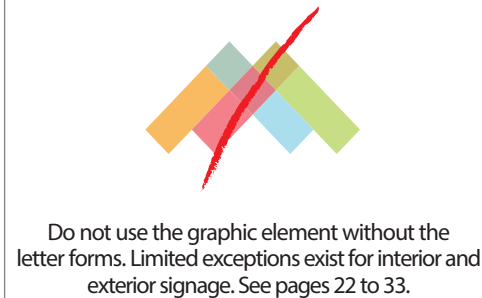 Do not use the graphic element without the
letter forms. Limited exceptions exist for interior and
exterior signage. See pages 22 to 33.